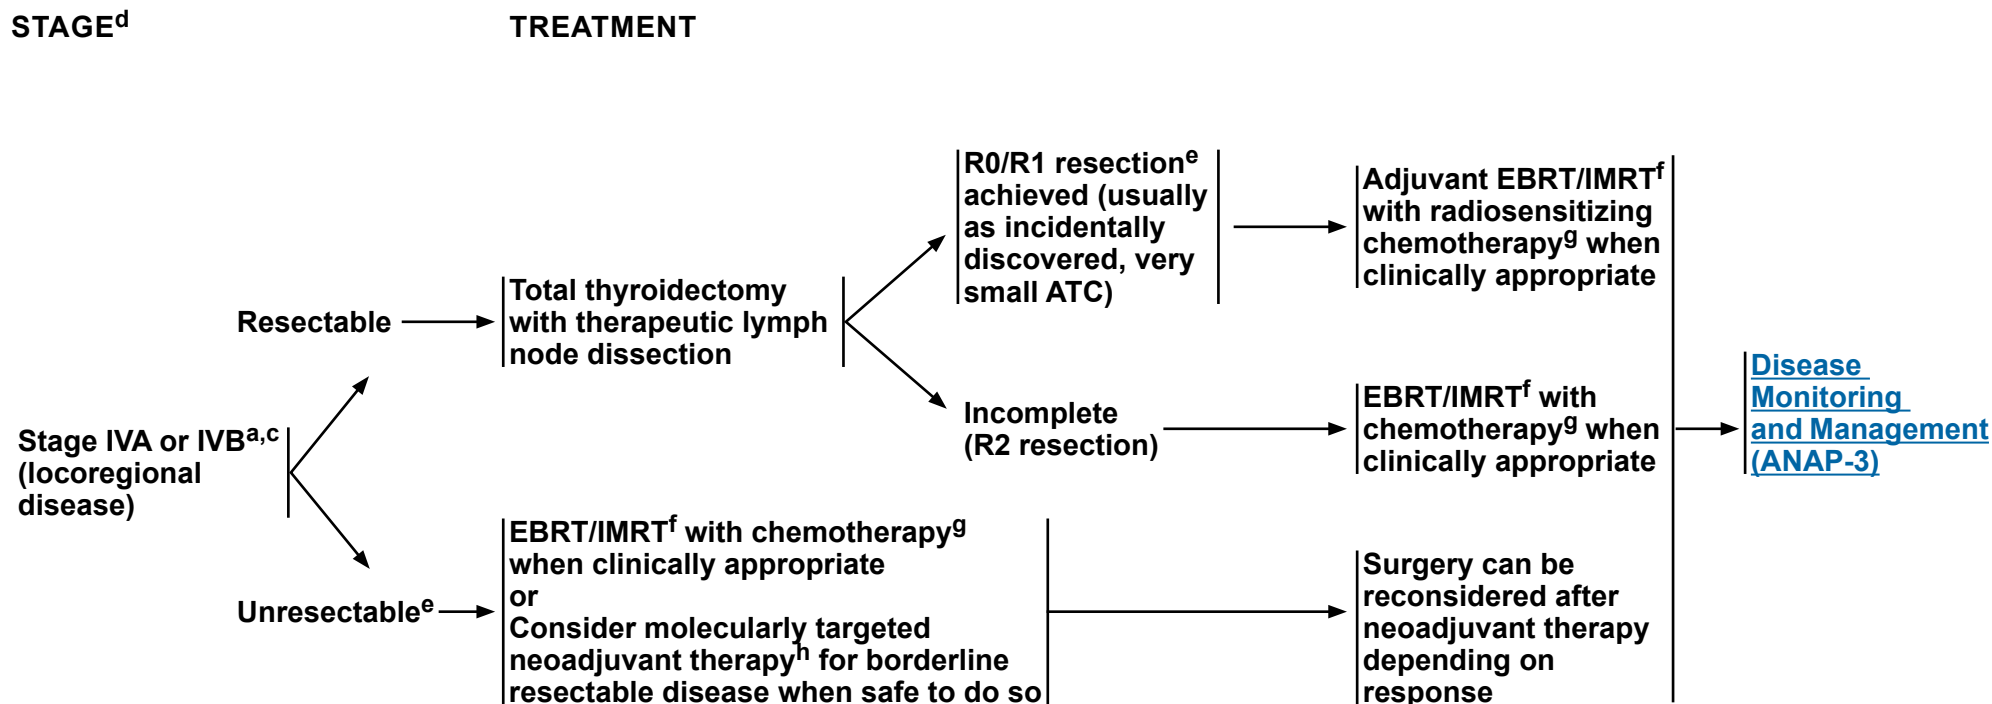 STAGEd
TREATMENT
Stage IVA or IVBa,c
(locoregional
disease)
Resectable
Total thyroidectomy
with therapeutic lymph
node dissection
R0/R1 resectione
achieved (usually
as incidentally
discovered, very
small ATC)
Adjuvant EBRT/IMRTf
with radiosensitizing
chemotherapyg when
clinically appropriate
Incomplete
(R2 resection)
EBRT/IMRTf with
chemotherapyg when
clinically appropriate
Unresectablee
EBRT/IMRTf with chemotherapyg
when clinically appropriate
or
Consider molecularly targeted
neoadjuvant therapyh for borderline
resectable disease when safe to do so
Surgery can be
reconsidered after
neoadjuvant therapy
depending on
response
Disease
Monitoring
and Management
(ANAP-3)